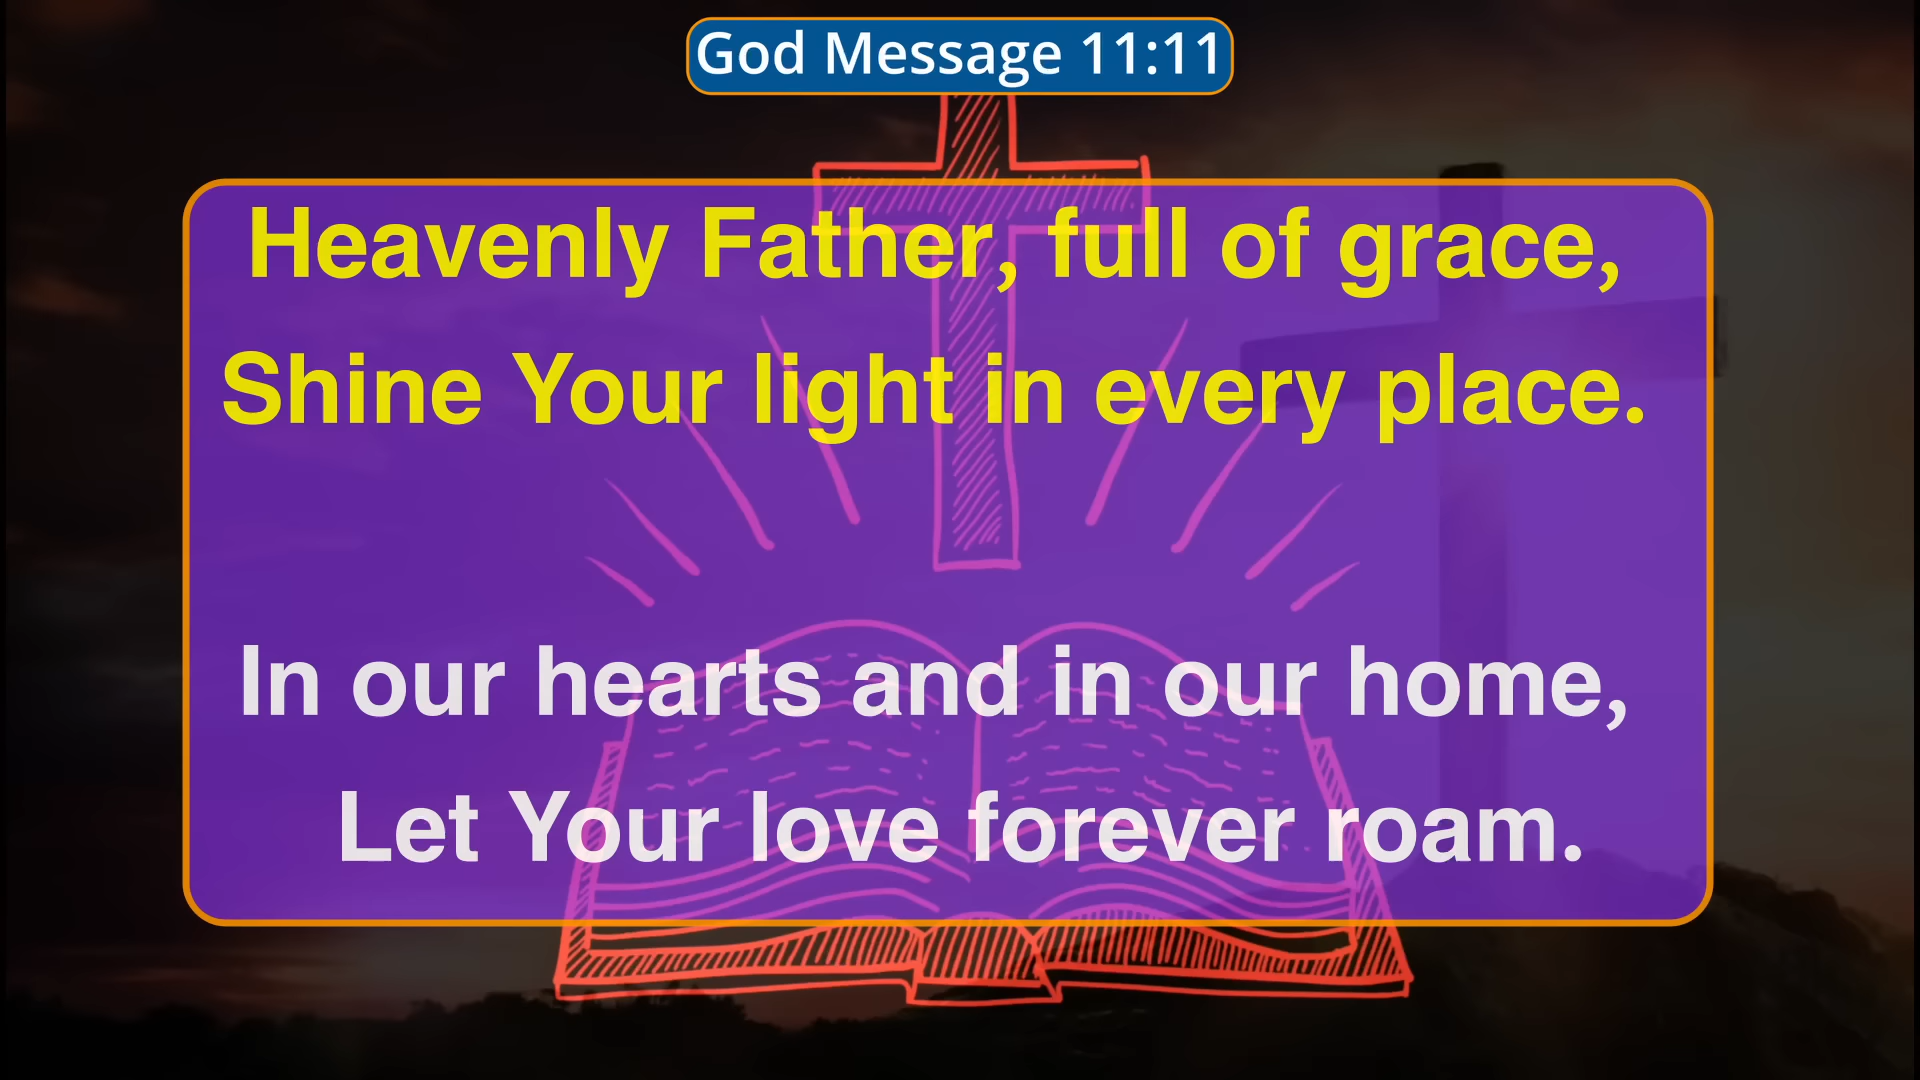 God Message 11:11
Heavenly Father, full of grace,
Shine Your light in every place.
In our hearts and in our home,
Let Your love forever roam.